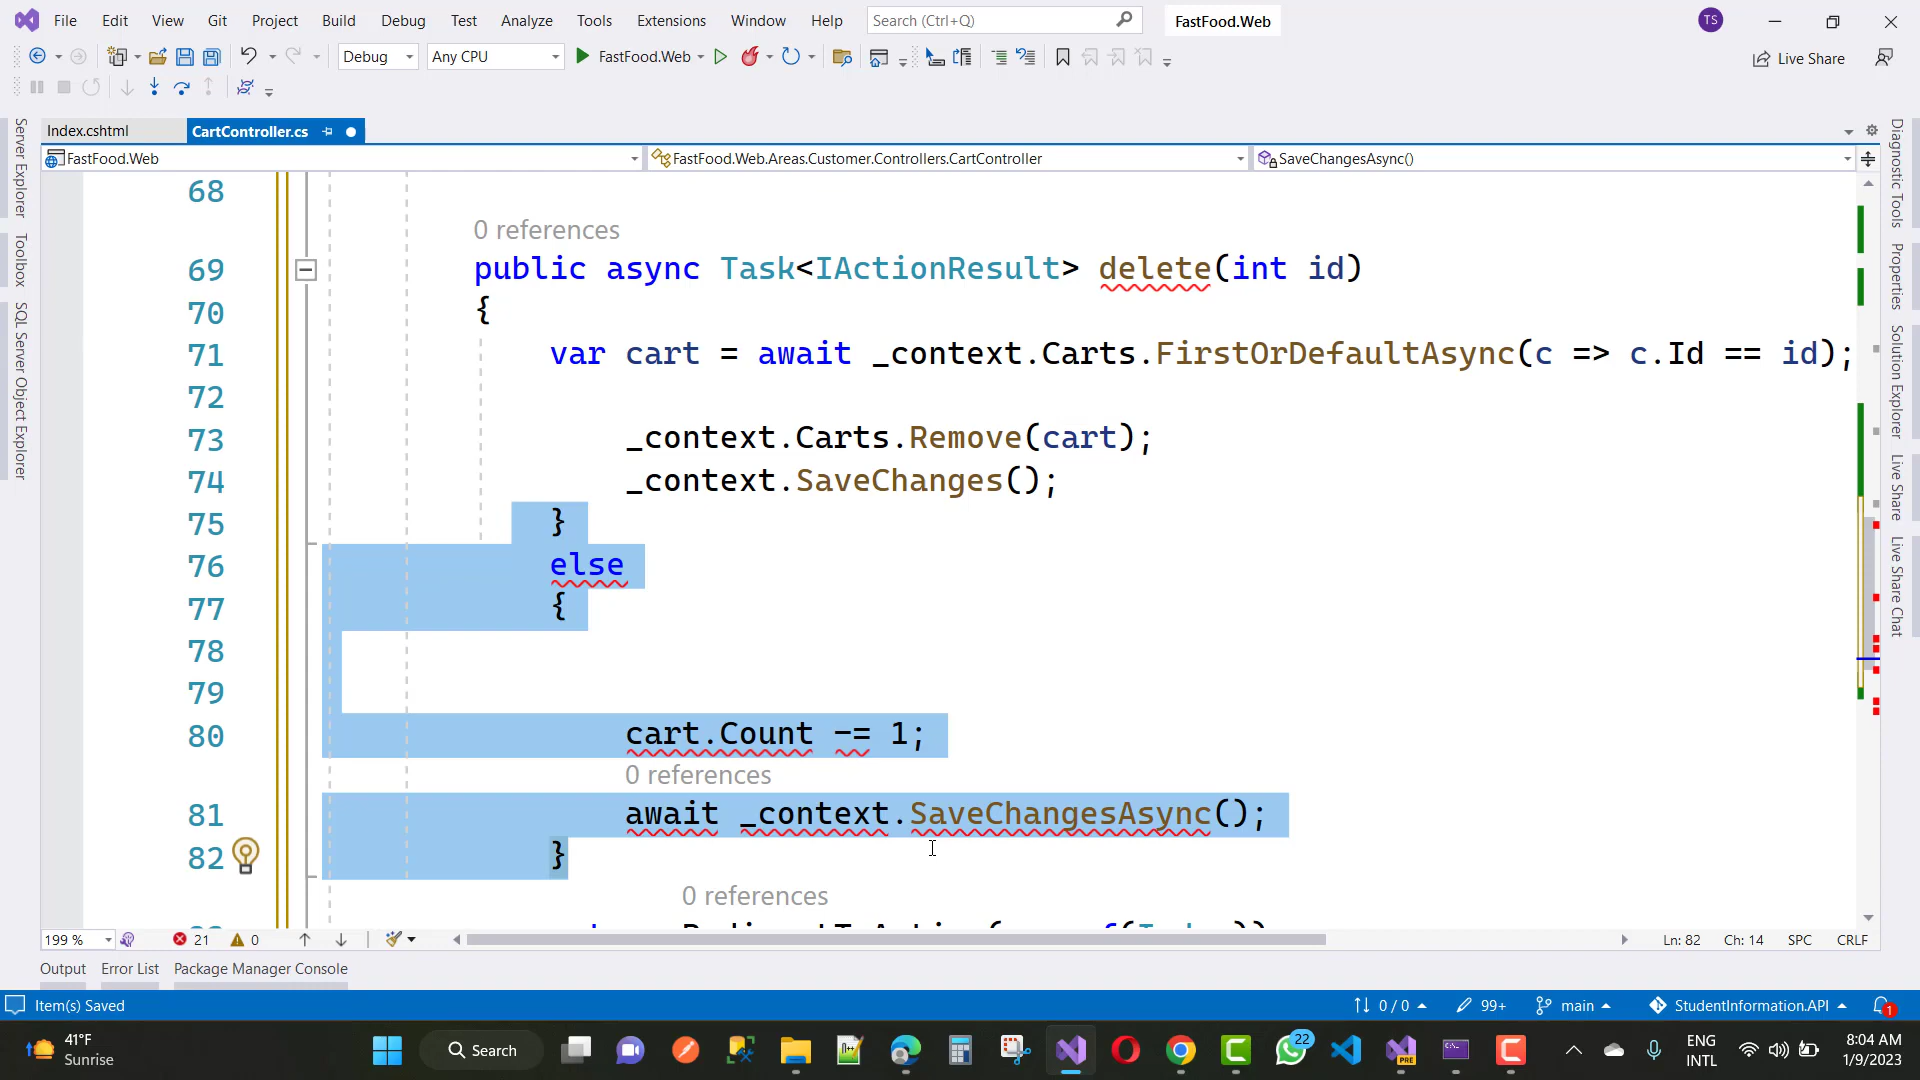 File Edit View Git Project Build Debug Test Analyze Tools Extensions Window Help Search (Ctrl+Q) FastFood.Web TS
Debug Any CPU FastFood.Web Live Share
Index.cshtml CartController.cs
FastFood.Web FastFood.Web.Areas.Customer.Controllers.CartController SaveChangesAsync()
Server Explorer
Toolbox
SQL Server Object Explorer
68
0 references
69 public async Task<IActionResult> delete(int id)
70 {
71 var cart = await _context.Carts.FirstOrDefaultAsync(c => c.Id == id);
72
73 _context.Carts.Remove(cart);
74 _context.SaveChanges();
75 }
76 else
77 {
78
79
80 cart.Count -= 1;
0 references
81 await _context.SaveChangesAsync();
82 }
0 references
Diagnostic Tools
Properties
Solution Explorer
Live Share
Live Share Chat
199 % 21 0 Ln: 82 Ch: 14 SPC CRLF
Output Error List Package Manager Console
Item(s) Saved 0 / 0 99+ main StudentInformation.API 1
41°F
Sunrise
Search
PRE
22
ENG
INTL
8:04 AM
1/9/2023